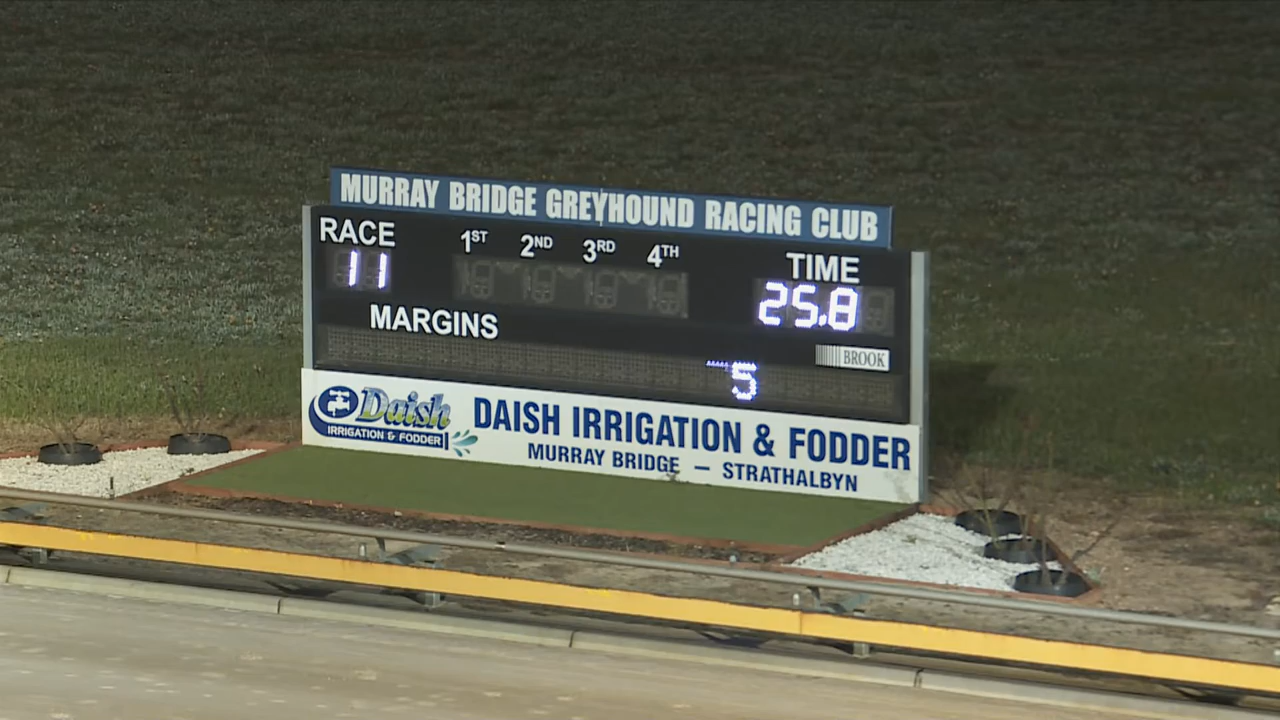 MURRAY BRIDGE GREYHOUND RACING CLUB
RACE 1ST 2ND 3RD 4TH TIME
11 25.8
MARGINS
BROOK
5
Daish
IRRIGATION & FODDER
DAISH IRRIGATION & FODDER
MURRAY BRIDGE — STRATHALBYN